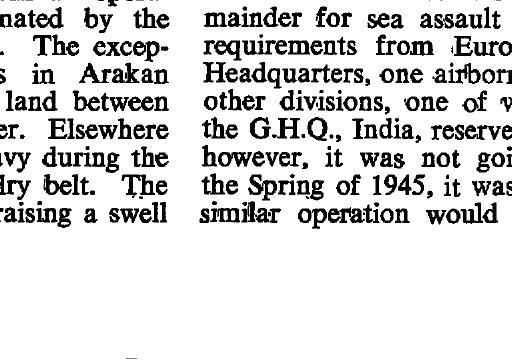 nated by the
. The excep-
s in Arakan
land between
er. Elsewhere
avy during the
dry belt. The
raising a swell
mainder for sea assault
requirements from Euro
Headquarters, one airborn
other divisions, one of
the G.H.Q., India, reserve
however, it was not goi
the Spring of 1945, it was
similar operation would